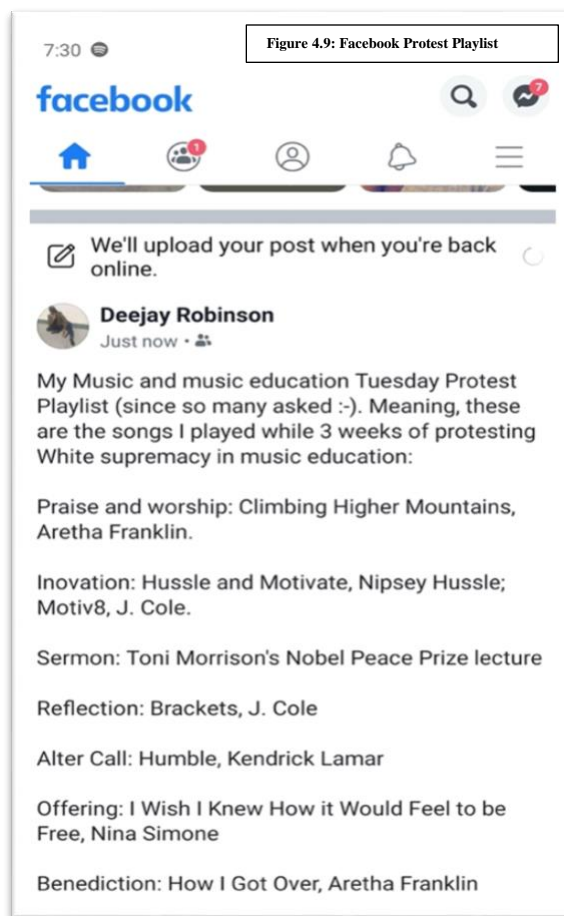 7:30
Figure 4.9: Facebook Protest Playlist
facebook
7
1
We'll upload your post when you're back
online.
Deejay Robinson
Just now •
My Music and music education Tuesday Protest
Playlist (since so many asked :-). Meaning, these
are the songs I played while 3 weeks of protesting
White supremacy in music education:
Praise and worship: Climbing Higher Mountains,
Aretha Franklin.
Inovation: Hussle and Motivate, Nipsey Hussle;
Motiv8, J. Cole.
Sermon: Toni Morrison's Nobel Peace Prize lecture
Reflection: Brackets, J. Cole
Alter Call: Humble, Kendrick Lamar
Offering: I Wish I Knew How it Would Feel to be
Free, Nina Simone
Benediction: How I Got Over, Aretha Franklin